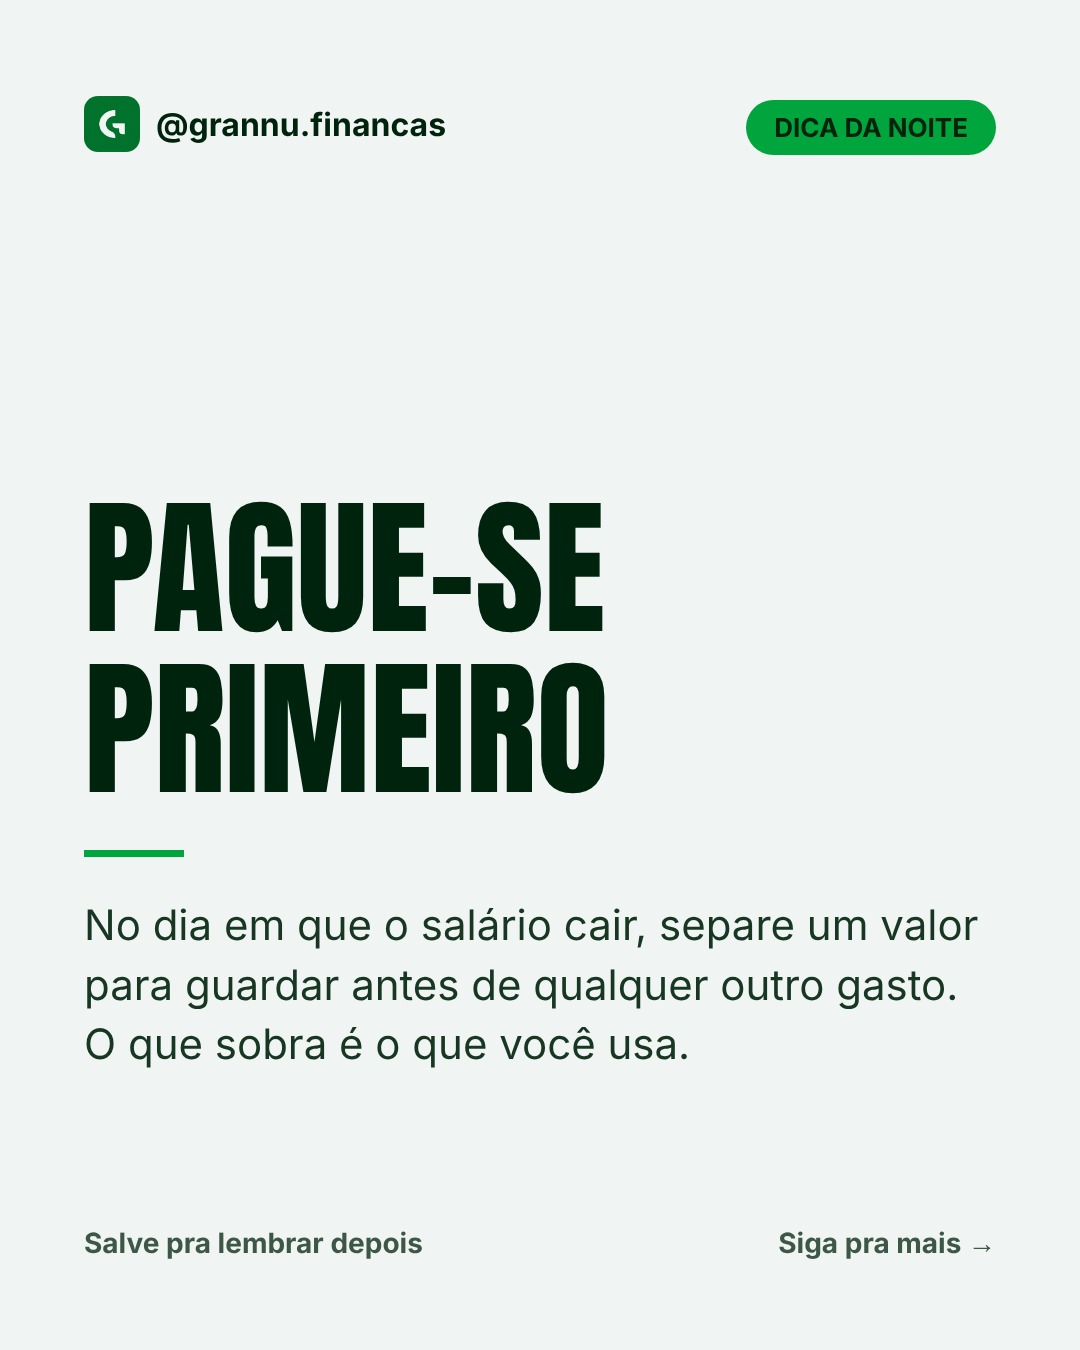 @grannu.financas
DICA DA NOITE
PAGUE-SE
PRIMEIRO
No dia em que o salário cair, separe um valor
para guardar antes de qualquer outro gasto.
O que sobra é o que você usa.
Salve pra lembrar depois
Siga pra mais →